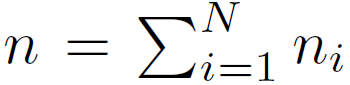 n = ∑_{i=1}^{N} n_i